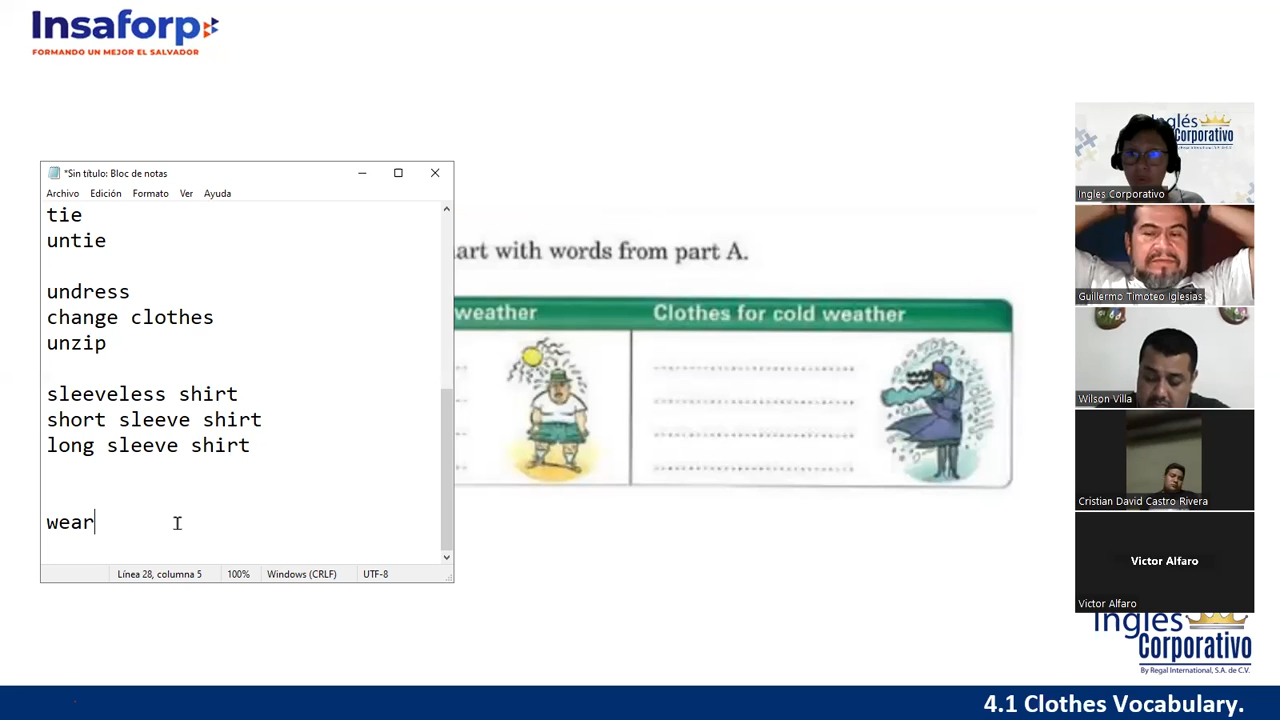 Insaforp
FORMANDO UN MEJOR EL SALVADOR
*Sin título: Bloc de notas
Archivo Edición Formato Ver Ayuda
tie
untie
undress
change clothes
unzip
sleeveless shirt
short sleeve shirt
long sleeve shirt
wear
Línea 28, columna 5 100% Windows (CRLF) UTF-8
art with words from part A.
weather
Clothes for cold weather
Inglés
Corporativo
Ingles Corporativo
Guillermo Timoteo Iglesias
Wilson Villa
Cristian David Castro Rivera
Victor Alfaro
Victor Alfaro
Inglés
Corporativo
By Regal International, S.A. de C.V.
4.1 Clothes Vocabulary.